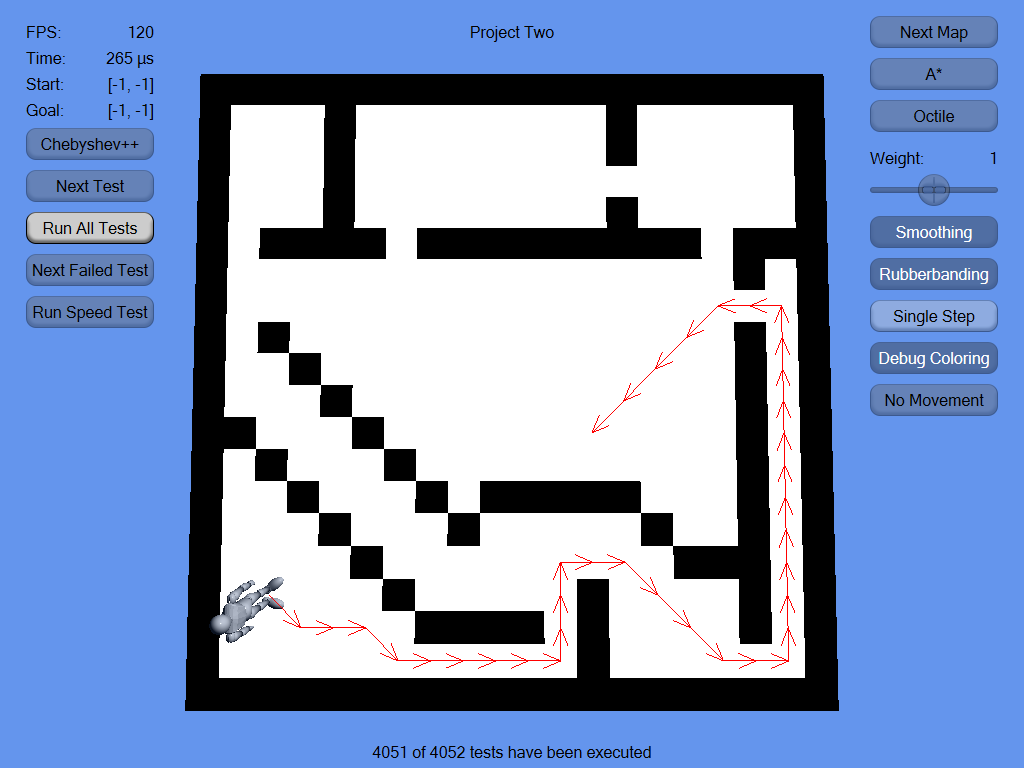 FPS: 120
Time: 265 µs
Start: [-1, -1]
Goal: [-1, -1]
Chebyshev++
Next Test
Run All Tests
Next Failed Test
Run Speed Test
Project Two
Next Map
A*
Octile
Weight: 1
Smoothing
Rubberbanding
Single Step
Debug Coloring
No Movement
4051 of 4052 tests have been executed